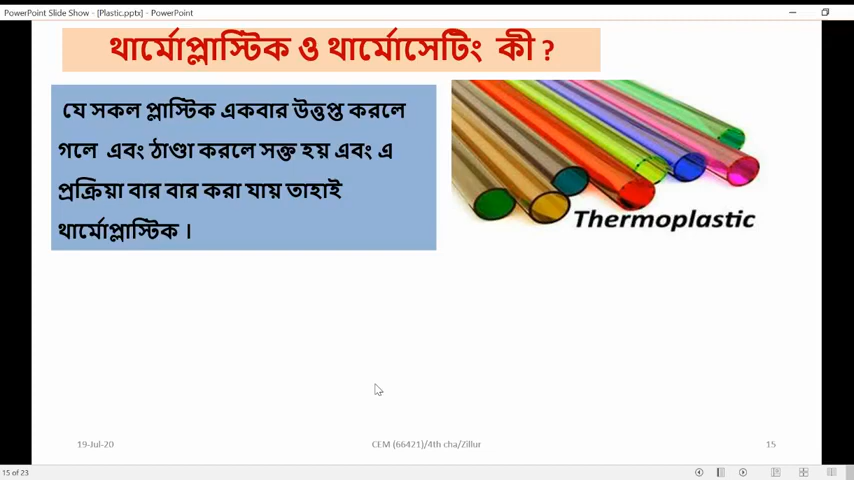 PowerPoint Slide Show - [Plastic.pptx] - PowerPoint
থার্মোপ্লাস্টিক ও থার্মোসেটিং কী ?
যে সকল প্লাস্টিক একবার উত্তপ্ত করলে
গলে এবং ঠাণ্ডা করলে সক্ত হয় এবং এ
প্রক্রিয়া বার বার করা যায় তাহাই
থার্মোপ্লাস্টিক ।
Thermoplastic
19-Jul-20
CEM (66421)/4th cha/Zillur
15
15 of 23